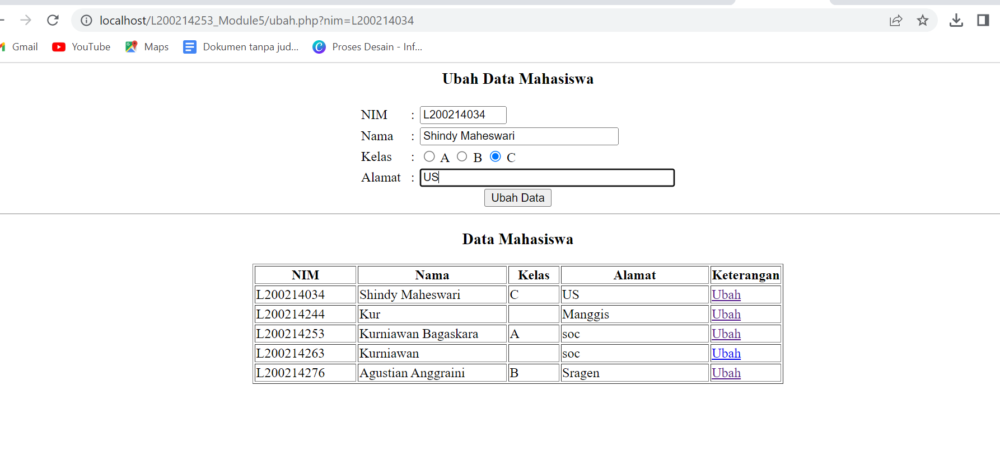 localhost/L200214253_Module5/ubah.php?nim=L200214034
Gmail YouTube Maps Dokumen tanpa jud... Proses Desain - Inf...
Ubah Data Mahasiswa
NIM : L200214034
Nama : Shindy Maheswari
Kelas : A B C
Alamat : US
Ubah Data
Data Mahasiswa
NIM Nama Kelas Alamat Keterangan
L200214034 Shindy Maheswari C US Ubah
L200214244 Kur Manggis Ubah
L200214253 Kurniawan Bagaskara A soc Ubah
L200214263 Kurniawan soc Ubah
L200214276 Agustian Anggraini B Sragen Ubah